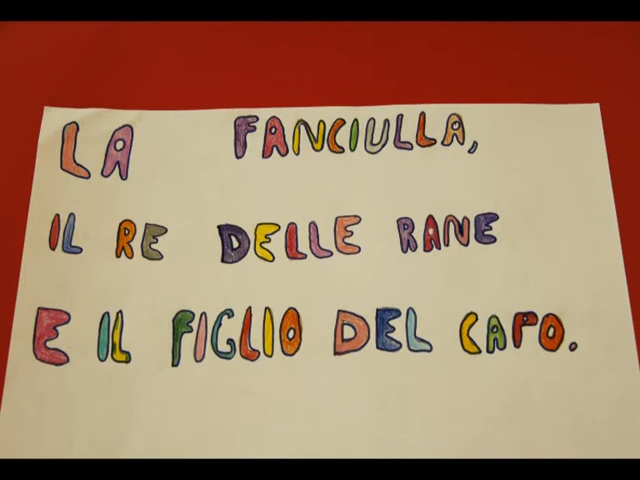 LA FANCIULLA,
IL RE DELLE RANE
E IL FIGLIO DEL CAPO.